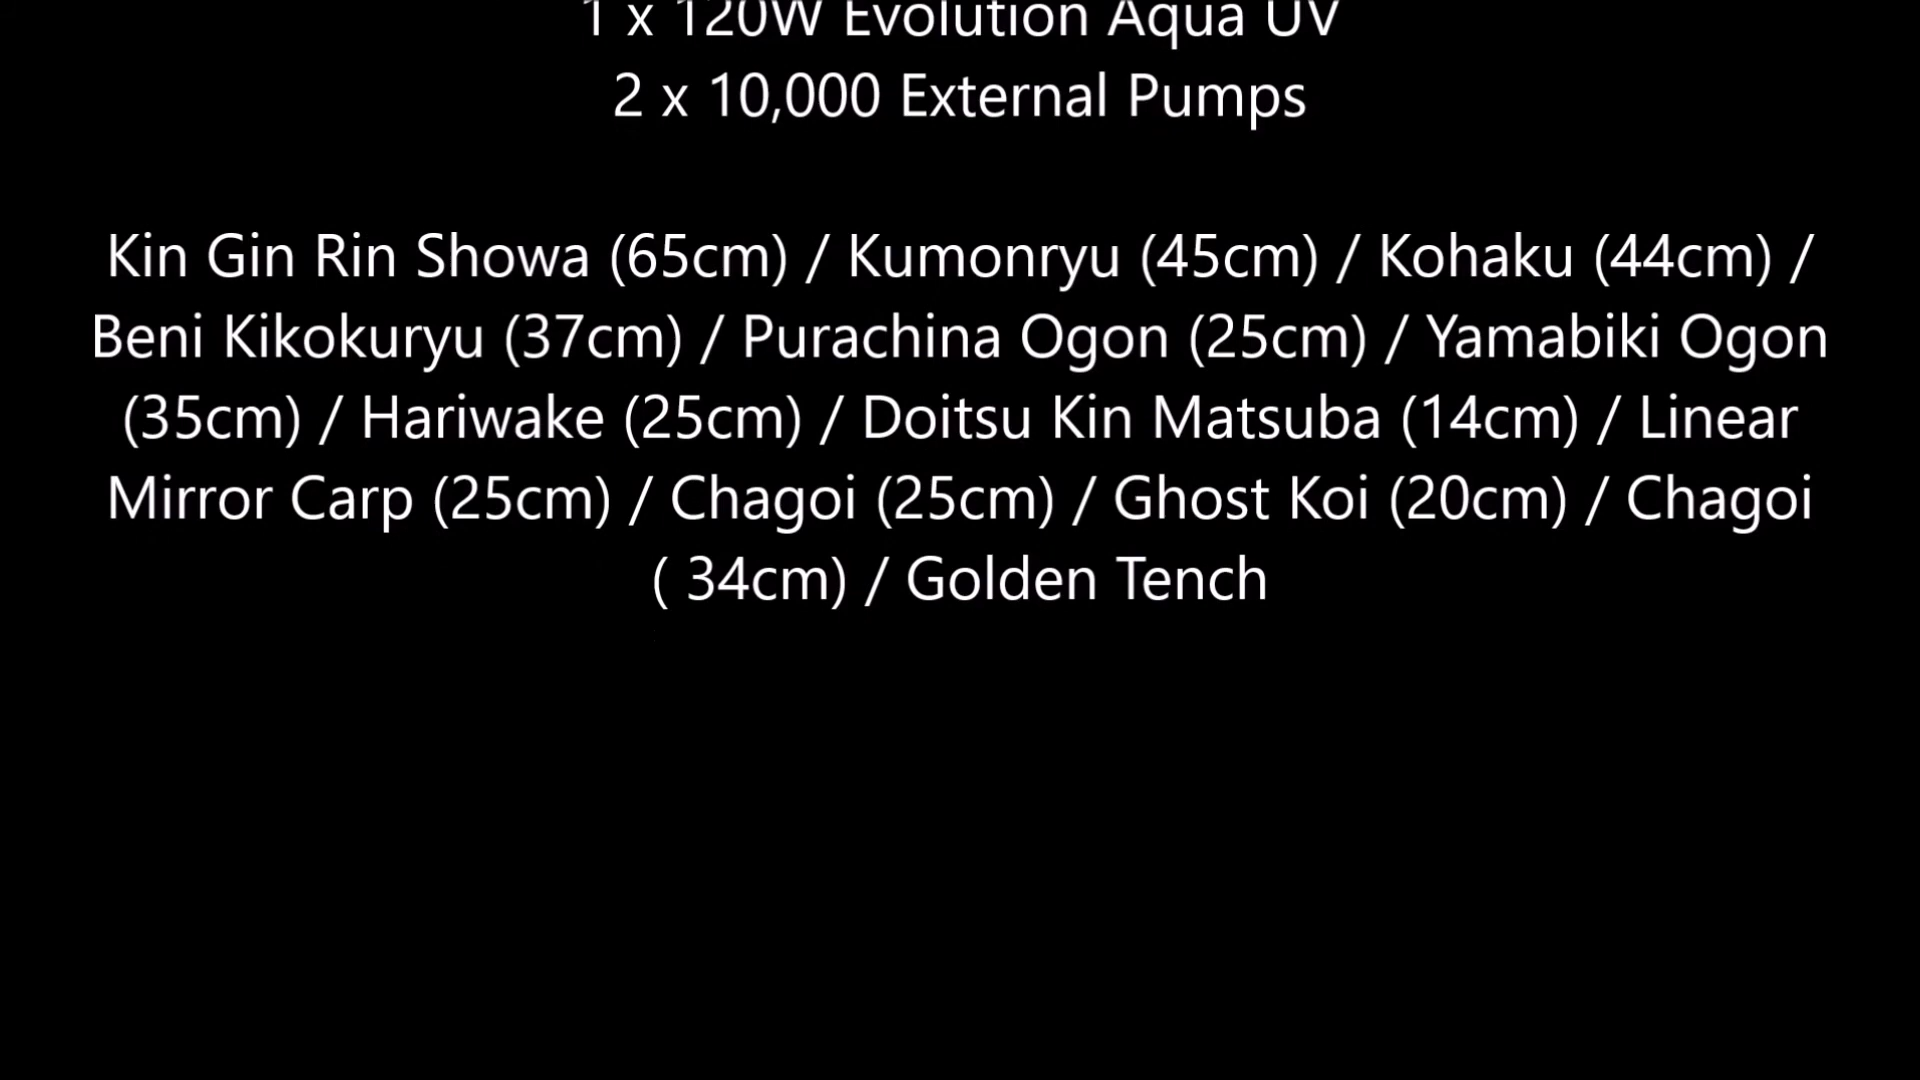 1 x 120W Evolution Aqua UV
2 x 10,000 External Pumps
Kin Gin Rin Showa (65cm) / Kumonryu (45cm) / Kohaku (44cm) /
Beni Kikokuryu (37cm) / Purachina Ogon (25cm) / Yamabiki Ogon
(35cm) / Hariwake (25cm) / Doitsu Kin Matsuba (14cm) / Linear
Mirror Carp (25cm) / Chagoi (25cm) / Ghost Koi (20cm) / Chagoi
( 34cm) / Golden Tench